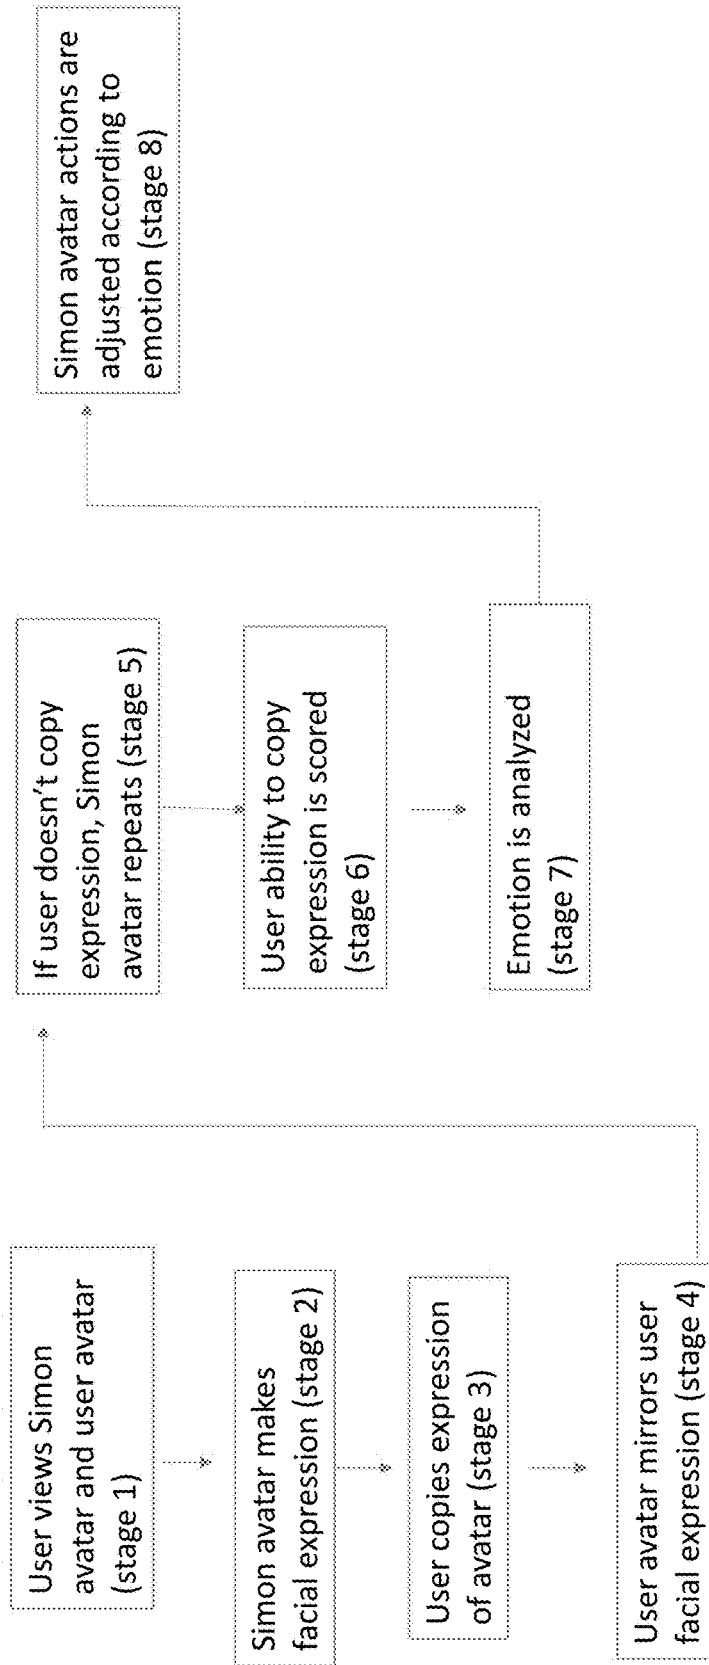 User views Simon
avatar and user avatar
(stage 1)
Simon avatar makes
facial expression (stage 2)
User copies expression
of avatar (stage 3)
User avatar mirrors user
facial expression (stage 4)
If user doesn't copy
expression, Simon
avatar repeats (stage 5)
User ability to copy
expression is scored
(stage 6)
Emotion is analyzed
(stage 7)
Simon avatar actions are
adjusted according to
emotion (stage 8)